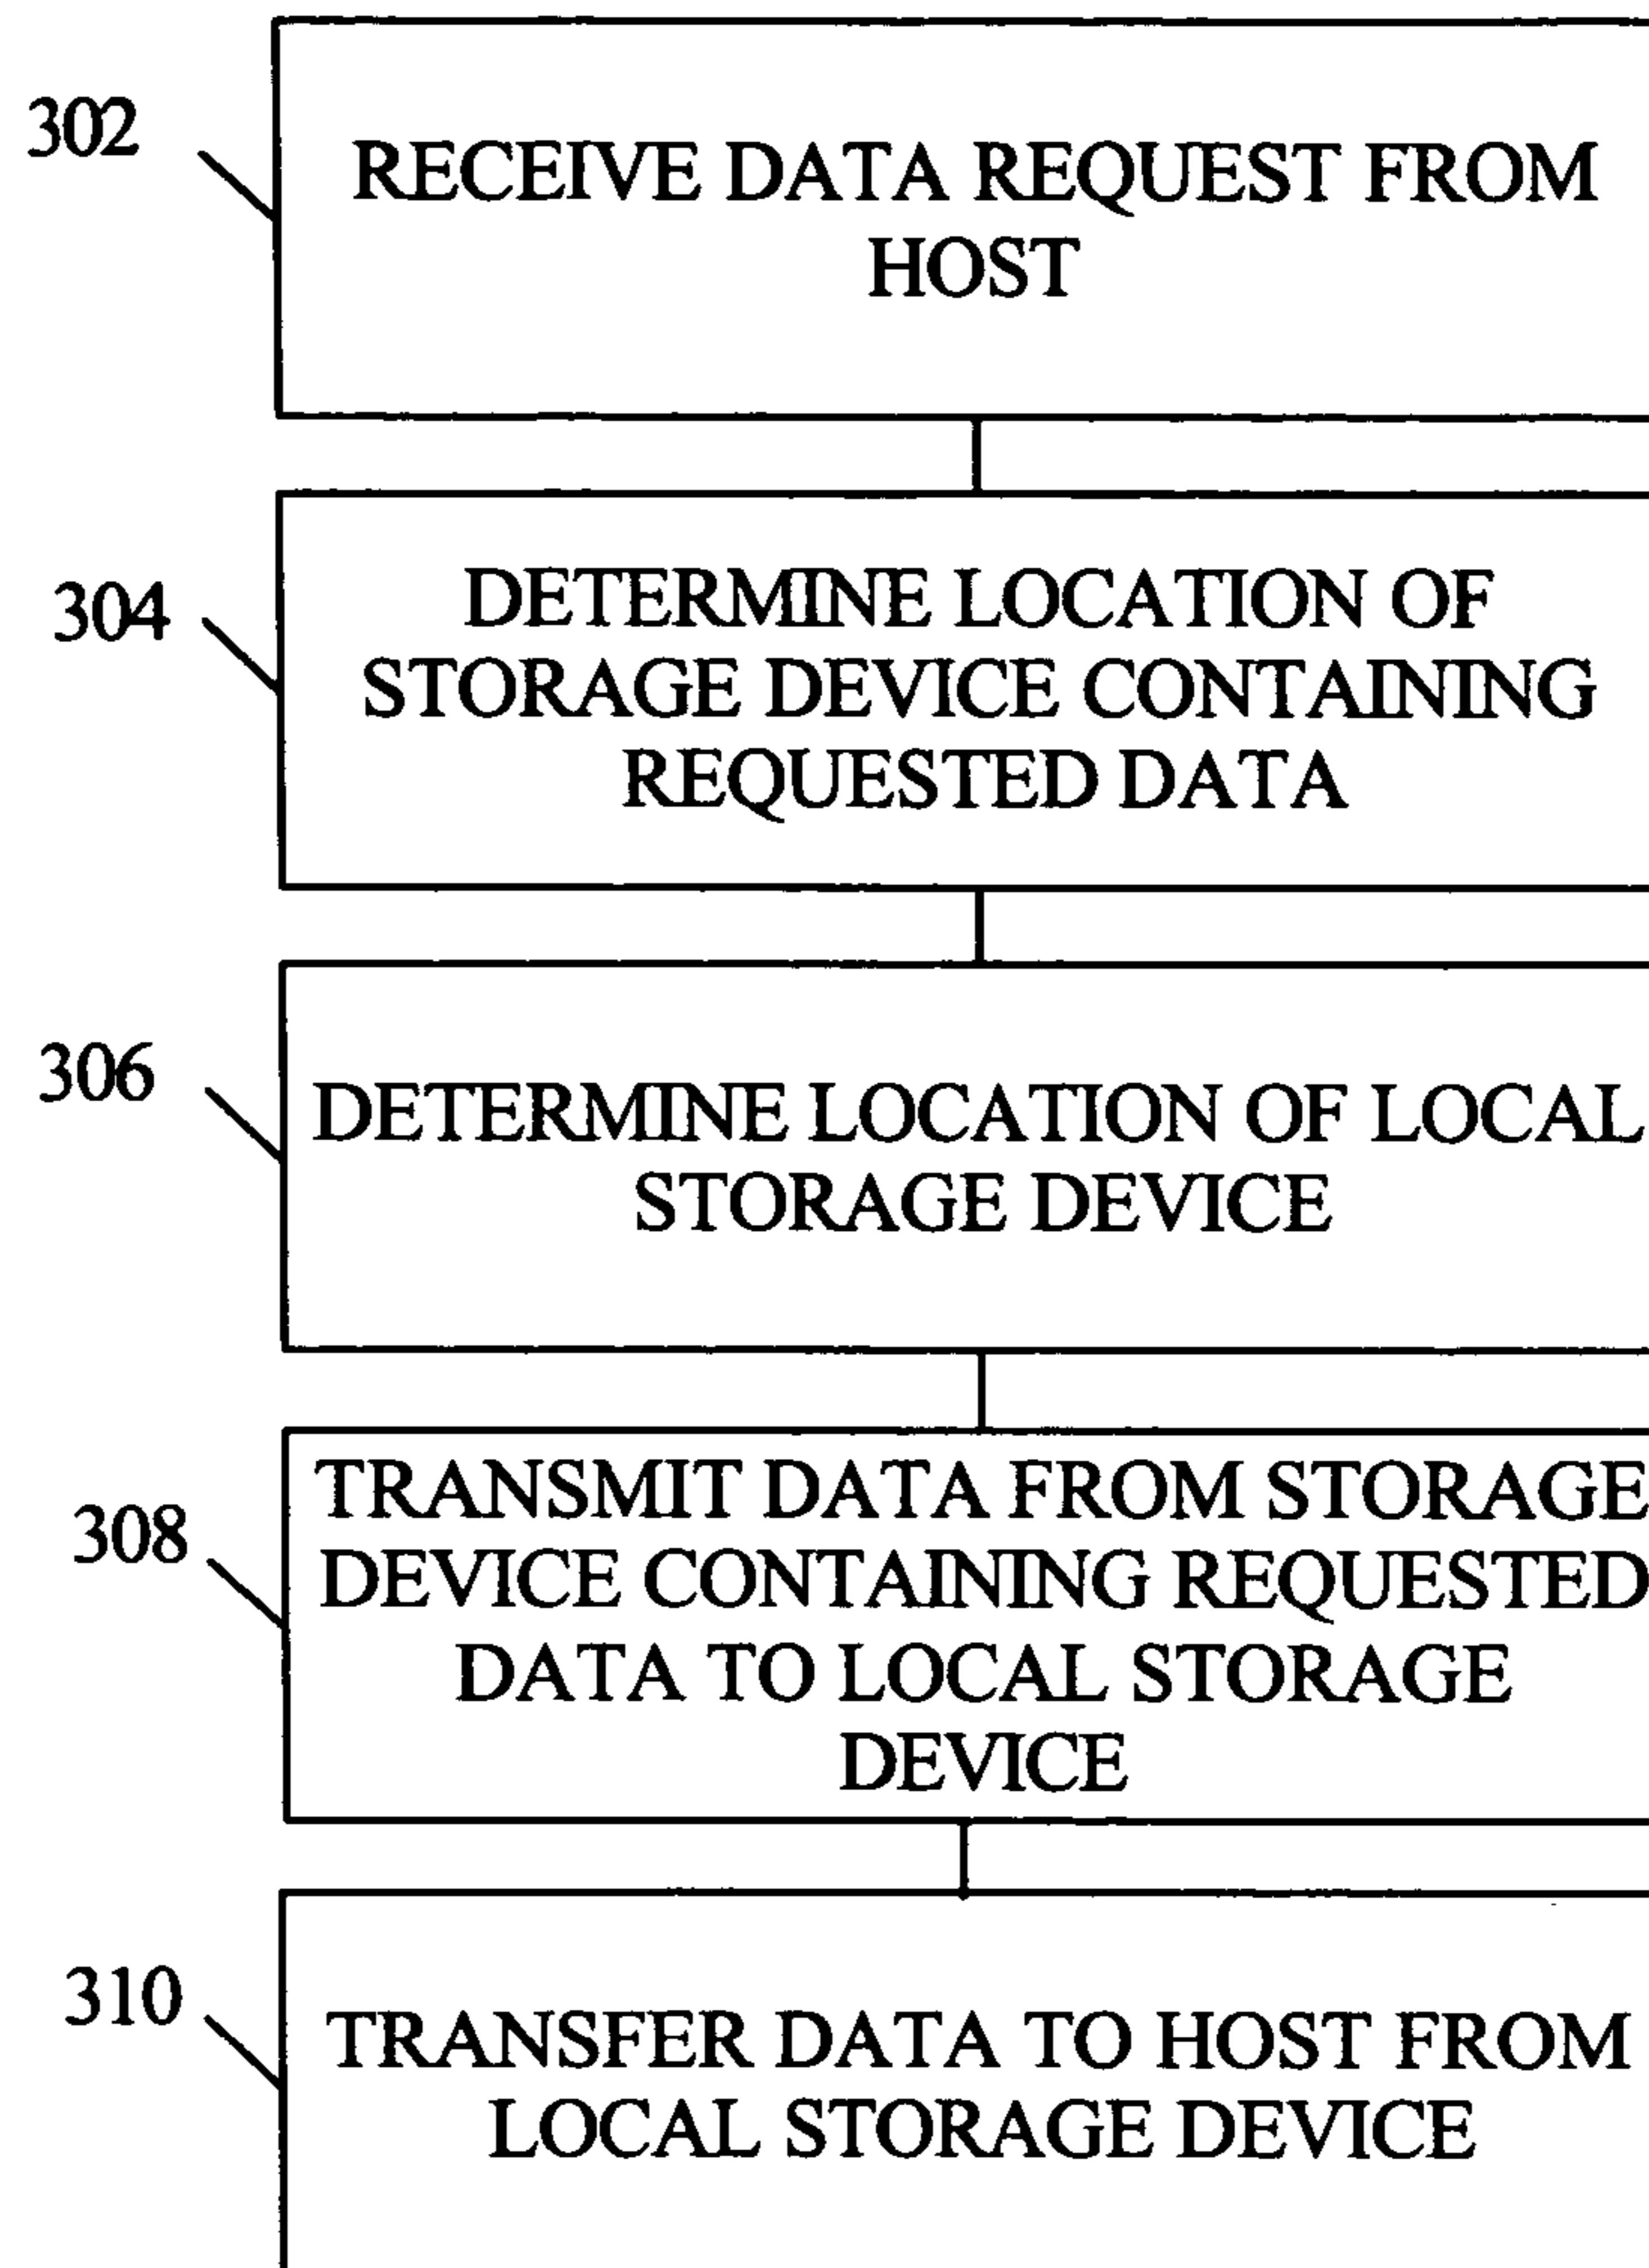 302
RECEIVE DATA REQUEST FROM
HOST
304
DETERMINE LOCATION OF
STORAGE DEVICE CONTAINING
REQUESTED DATA
306
DETERMINE LOCATION OF LOCAL
STORAGE DEVICE
308
TRANSMIT DATA FROM STORAGE
DEVICE CONTAINING REQUESTED
DATA TO LOCAL STORAGE
DEVICE
310
TRANSFER DATA TO HOST FROM
LOCAL STORAGE DEVICE